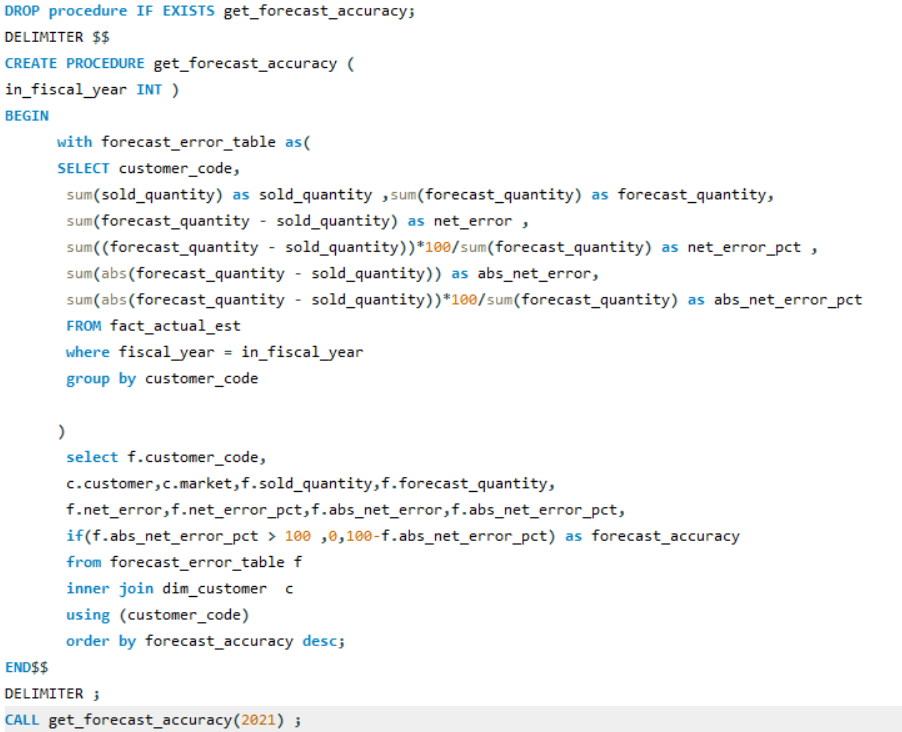 DROP procedure IF EXISTS get_forecast_accuracy;
DELIMITER $$
CREATE PROCEDURE get_forecast_accuracy (
in_fiscal_year INT )
BEGIN
with forecast_error_table as(
SELECT customer_code,
sum(sold_quantity) as sold_quantity ,sum(forecast_quantity) as forecast_quantity,
sum(forecast_quantity - sold_quantity) as net_error ,
sum((forecast_quantity - sold_quantity))*100/sum(forecast_quantity) as net_error_pct ,
sum(abs(forecast_quantity - sold_quantity)) as abs_net_error,
sum(abs(forecast_quantity - sold_quantity))*100/sum(forecast_quantity) as abs_net_error_pct
FROM fact_actual_est
where fiscal_year = in_fiscal_year
group by customer_code
)
select f.customer_code,
c.customer,c.market,f.sold_quantity,f.forecast_quantity,
f.net_error,f.net_error_pct,f.abs_net_error,f.abs_net_error_pct,
if(f.abs_net_error_pct > 100 ,0,100-f.abs_net_error_pct) as forecast_accuracy
from forecast_error_table f
inner join dim_customer  c
using (customer_code)
order by forecast_accuracy desc;
END$$
DELIMITER ;
CALL get_forecast_accuracy(2021) ;